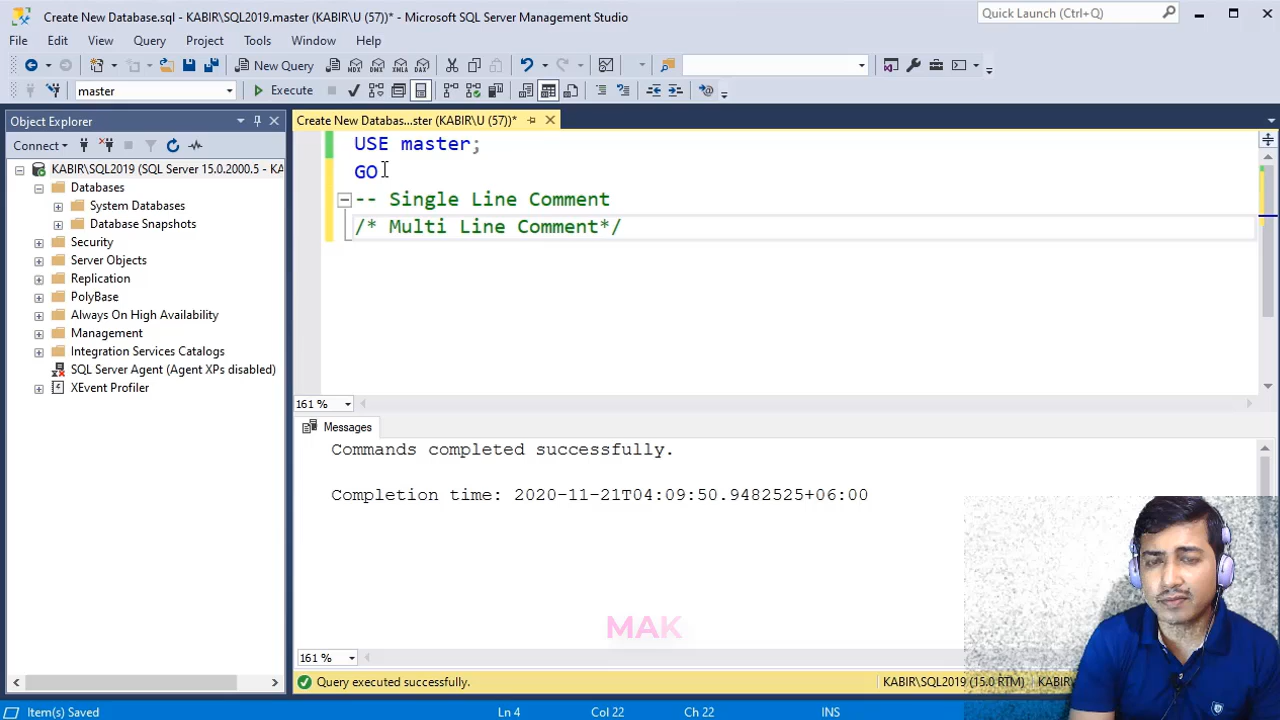 Create New Database.sql - KABIR\SQL2019.master (KABIR\U (57))* - Microsoft SQL Server Management Studio
Quick Launch (Ctrl+Q)
File Edit View Query Project Tools Window Help
New Query
MDX DMX XMLA DAX
master
Execute
Object Explorer
Create New Databas...ster (KABIR\U (57))*
Connect
KABIR\SQL2019 (SQL Server 15.0.2000.5 - KA
Databases
System Databases
Database Snapshots
Security
Server Objects
Replication
PolyBase
Always On High Availability
Management
Integration Services Catalogs
SQL Server Agent (Agent XPs disabled)
XEvent Profiler
USE master;
GO
-- Single Line Comment
/* Multi Line Comment*/
161 %
Messages
Commands completed successfully.
Completion time: 2020-11-21T04:09:50.9482525+06:00
MAK
161 %
Query executed successfully.
KABIR\SQL2019 (15.0 RTM)
KABIR\
Item(s) Saved
Ln 4
Col 22
Ch 22
INS